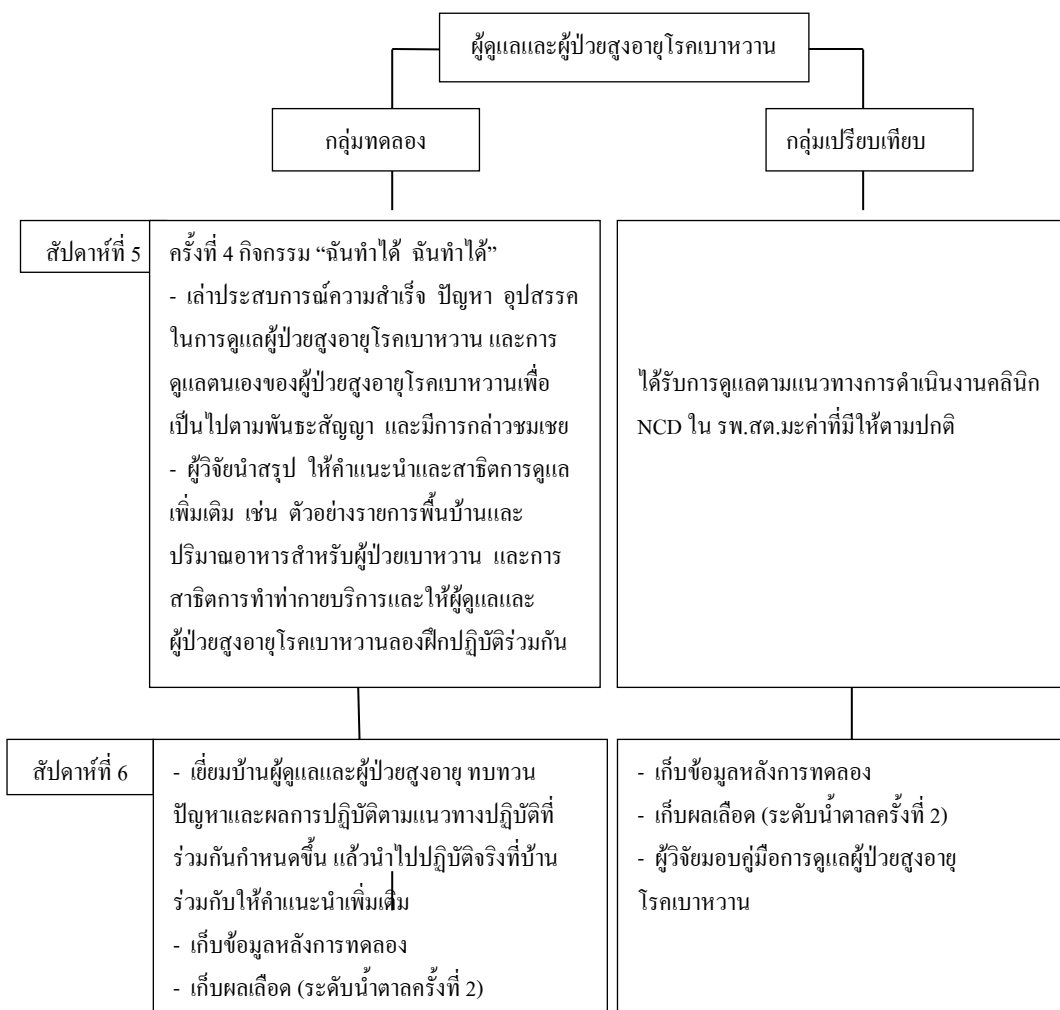 ผู้ดูแลและผู้ป่วยสูงอายุโรคเบาหวาน
กลุ่มทดลอง
กลุ่มเปรียบเทียบ
สัปดาห์ที่ 5
ครั้งที่ 4 กิจกรรม “ฉันทำได้ ฉันทำได้”
- เล่าประสบการณ์ความสำเร็จ ปัญหา อุปสรรค
ในการดูแลผู้ป่วยสูงอายุโรคเบาหวาน และการ
ดูแลตนเองของผู้ป่วยสูงอายุโรคเบาหวานเพื่อ
เป็นไปตามพันธะสัญญา และมีการกล่าวชมเชย
- ผู้วิจัยนำสรุป ให้คำแนะนำและสาธิตการดูแล
เพิ่มเติม เช่น ตัวอย่างรายการพื้นบ้านและ
ปริมาณอาหารสำหรับผู้ป่วยเบาหวาน และการ
สาธิตการทำท่ากายบริการและให้ผู้ดูแลและ
ผู้ป่วยสูงอายุโรคเบาหวานลองฝึกปฏิบัติร่วมกัน
ได้รับการดูแลตามแนวทางการดำเนินงานคลินิก
NCD ใน รพ.สต.มะค่าที่มีให้ตามปกติ
สัปดาห์ที่ 6
- เยี่ยมบ้านผู้ดูแลและผู้ป่วยสูงอายุ ทบทวน
ปัญหาและผลการปฏิบัติตามแนวทางปฏิบัติที่
ร่วมกันกำหนดขึ้น แล้วนำไปปฏิบัติจริงที่บ้าน
ร่วมกับให้คำแนะนำเพิ่มเติม
- เก็บข้อมูลหลังการทดลอง
- เก็บผลเลือด (ระดับน้ำตาลครั้งที่ 2)
- เก็บข้อมูลหลังการทดลอง
- เก็บผลเลือด (ระดับน้ำตาลครั้งที่ 2)
- ผู้วิจัยมอบคู่มือการดูแลผู้ป่วยสูงอายุ
โรคเบาหวาน